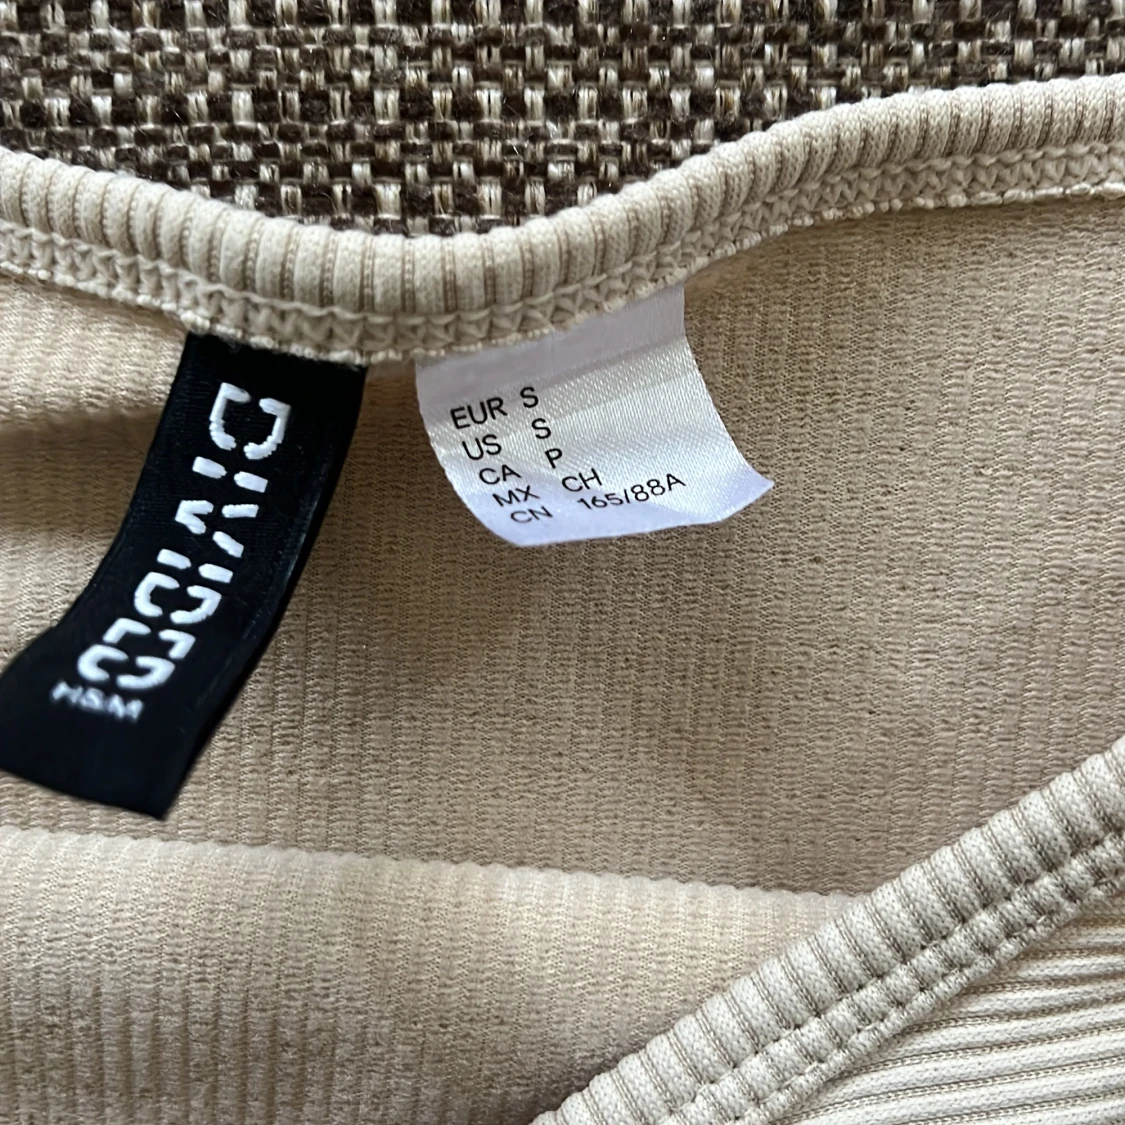 DIVIDED
H&M
EUR S
US S
CA P
MX CH
CN 165/88A